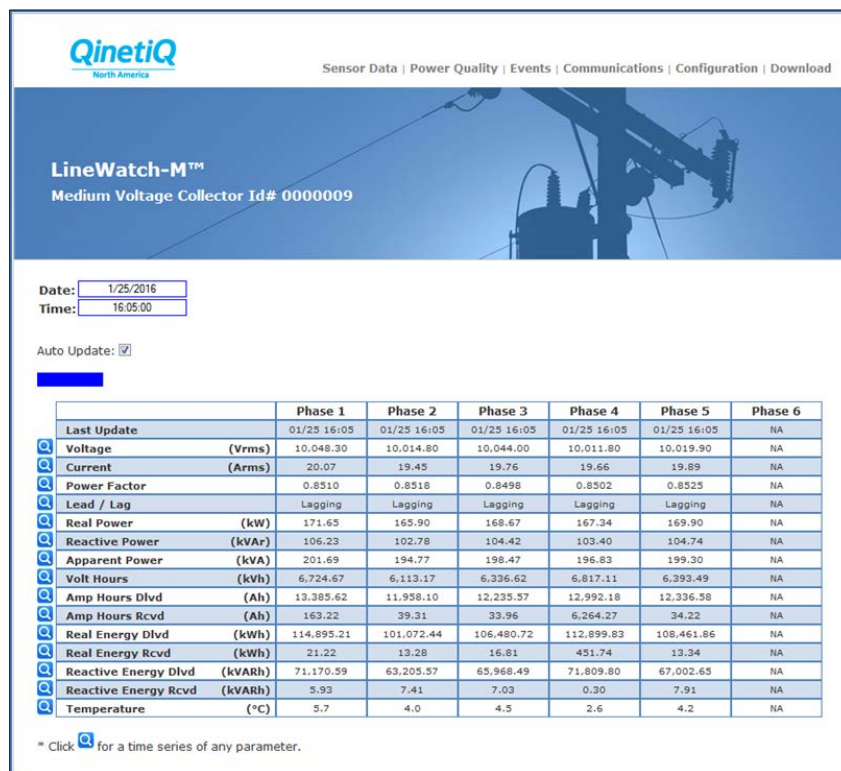 QinetiQ
North America
Sensor Data | Power Quality | Events | Communications | Configuration | Download
LineWatch-M™
Medium Voltage Collector Id# 0000009
Date: 1/25/2016
Time: 16:05:00
Auto Update:
Phase 1 Phase 2 Phase 3 Phase 4 Phase 5 Phase 6
Last Update 01/25 16:05 01/25 16:05 01/25 16:05 01/25 16:05 01/25 16:05 NA
Voltage (Vrms) 10,048.30 10,014.80 10,044.00 10,011.80 10,019.90 NA
Current (Arms) 20.07 19.45 19.76 19.66 19.89 NA
Power Factor 0.8510 0.8518 0.8498 0.8502 0.8525 NA
Lead / Lag Lagging Lagging Lagging Lagging Lagging NA
Real Power (kW) 171.65 165.90 168.67 167.34 169.90 NA
Reactive Power (kVAr) 106.23 102.78 104.42 103.40 104.74 NA
Apparent Power (kVA) 201.69 194.77 198.47 196.83 199.30 NA
Volt Hours (kVh) 6,724.67 6,113.17 6,336.62 6,817.11 6,393.49 NA
Amp Hours Dlvd (Ah) 13,385.62 11,958.10 12,235.57 12,992.18 12,336.58 NA
Amp Hours Rcvd (Ah) 163.22 39.31 33.96 6,264.27 34.22 NA
Real Energy Dlvd (kWh) 114,895.21 101,072.44 106,480.72 112,899.83 108,461.86 NA
Real Energy Rcvd (kWh) 21.22 13.28 16.81 451.74 13.34 NA
Reactive Energy Dlvd (kVARh) 71,170.59 63,205.57 65,968.49 71,809.80 67,002.65 NA
Reactive Energy Rcvd (kVARh) 5.93 7.41 7.03 0.30 7.91 NA
Temperature (°C) 5.7 4.0 4.5 2.6 4.2 NA
* Click for a time series of any parameter.